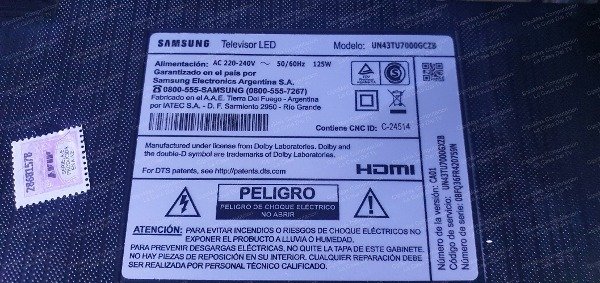 SAMSUNG Televisor LED Modelo: UN43TU7000GCZB
Alimentación: AC 220-240V ~ 50/60Hz 125W
Garantizado en el país por
Samsung Electronics Argentina S.A.
0800-555-SAMSUNG (0800-555-7267)
Fabricado en el A.A.E. Tierra Del Fuego - Argentina
por IATEC S.A. - D. F. Sarmiento 2950 - Río Grande
Contiene CNC ID: C-24514
Manufactured under license from Dolby Laboratories. Dolby and
the double-D symbol are trademarks of Dolby Laboratories.
For DTS patents, see http://patents.dts.com.
HDMI
PELIGRO
PELIGRO DE CHOQUE ELÉCTRICO
NO ABRIR
ATENCIÓN:
PARA EVITAR INCENDIOS O RIESGOS DE CHOQUE ELÉCTRICOS NO
EXPONER EL PRODUCTO A LLUVIA O HUMEDAD.
PARA PREVENIR DESCARGAS ELÉCTRICAS, NO QUITE LA TAPA DE ESTE GABINETE.
NO HAY PIEZAS DE REPOSICIÓN EN SU INTERIOR. CUALQUIER REPARACIÓN DEBE
SER REALIZADA POR PERSONAL TÉCNICO CALIFICADO.
Número de la versión: CA01
Código de servicio: UN43TU7000GXZB
Número de serie:
28681578